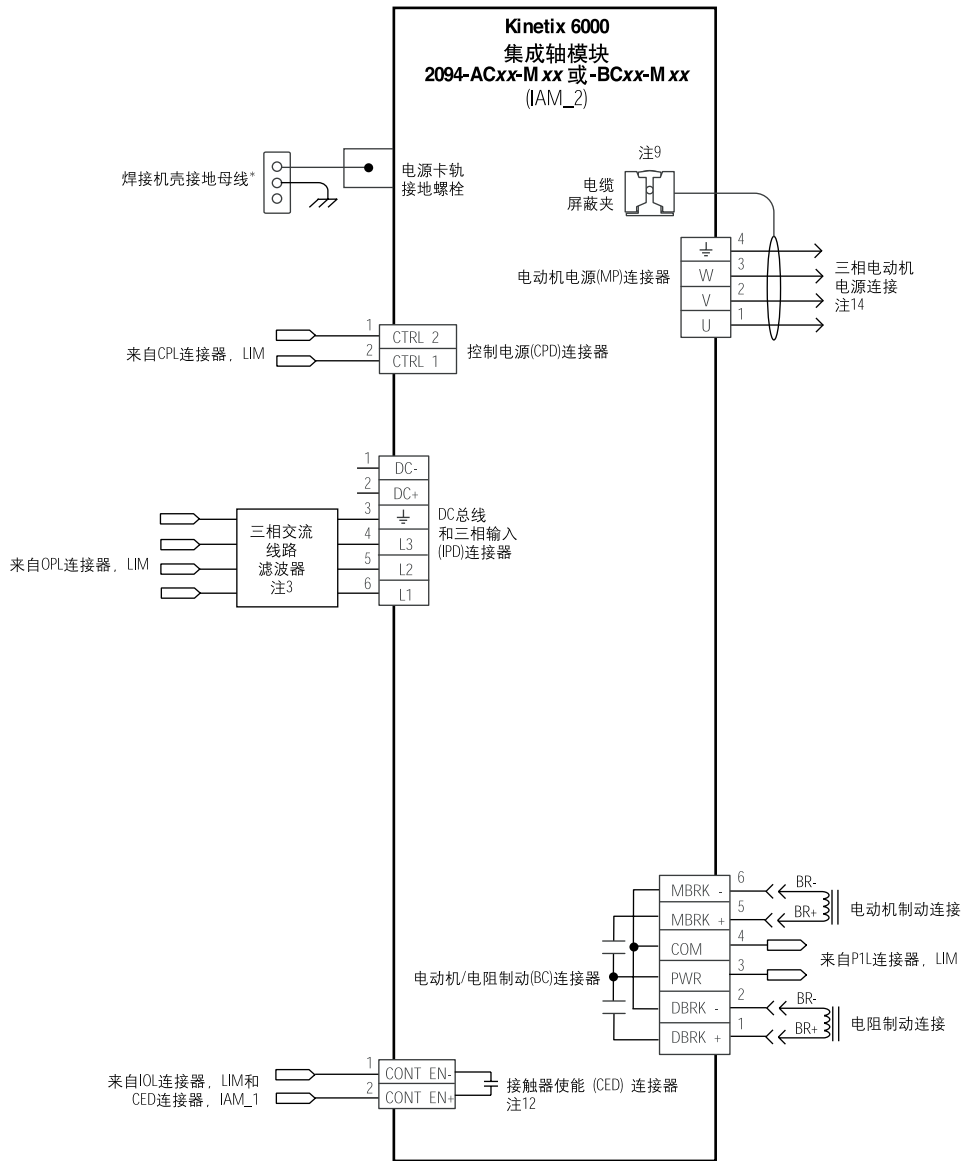 Kinetix 6000
集成轴模块
2094-ACxx-Mxx 或 -BCxx-Mxx
(IAM_2)
焊接机壳接地母线*
电源卡轨
接地螺栓
注9
电缆
屏蔽夹
电动机电源(MP)连接器
4
W
3
V
2
U
1
三相电动机
电源连接
注14
来自CPL连接器, LIM
1
CTRL 2
2
CTRL 1
控制电源(CPD)连接器
1
DC-
2
DC+
3
4
L3
5
L2
6
L1
DC总线
和三相输入
(IPD)连接器
三相交流
线路
滤波器
注3
来自OPL连接器, LIM
电动机/电阻制动(BC)连接器
MBRK -
6
BR-
MBRK +
5
BR+
电动机制动连接
COM
4
PWR
3
来自P1L连接器, LIM
DBRK -
2
BR-
DBRK +
1
BR+
电阻制动连接
来自IOL连接器, LIM和
CED连接器, IAM_1
1
CONT EN-
2
CONT EN+
接触器使能 (CED) 连接器
注12